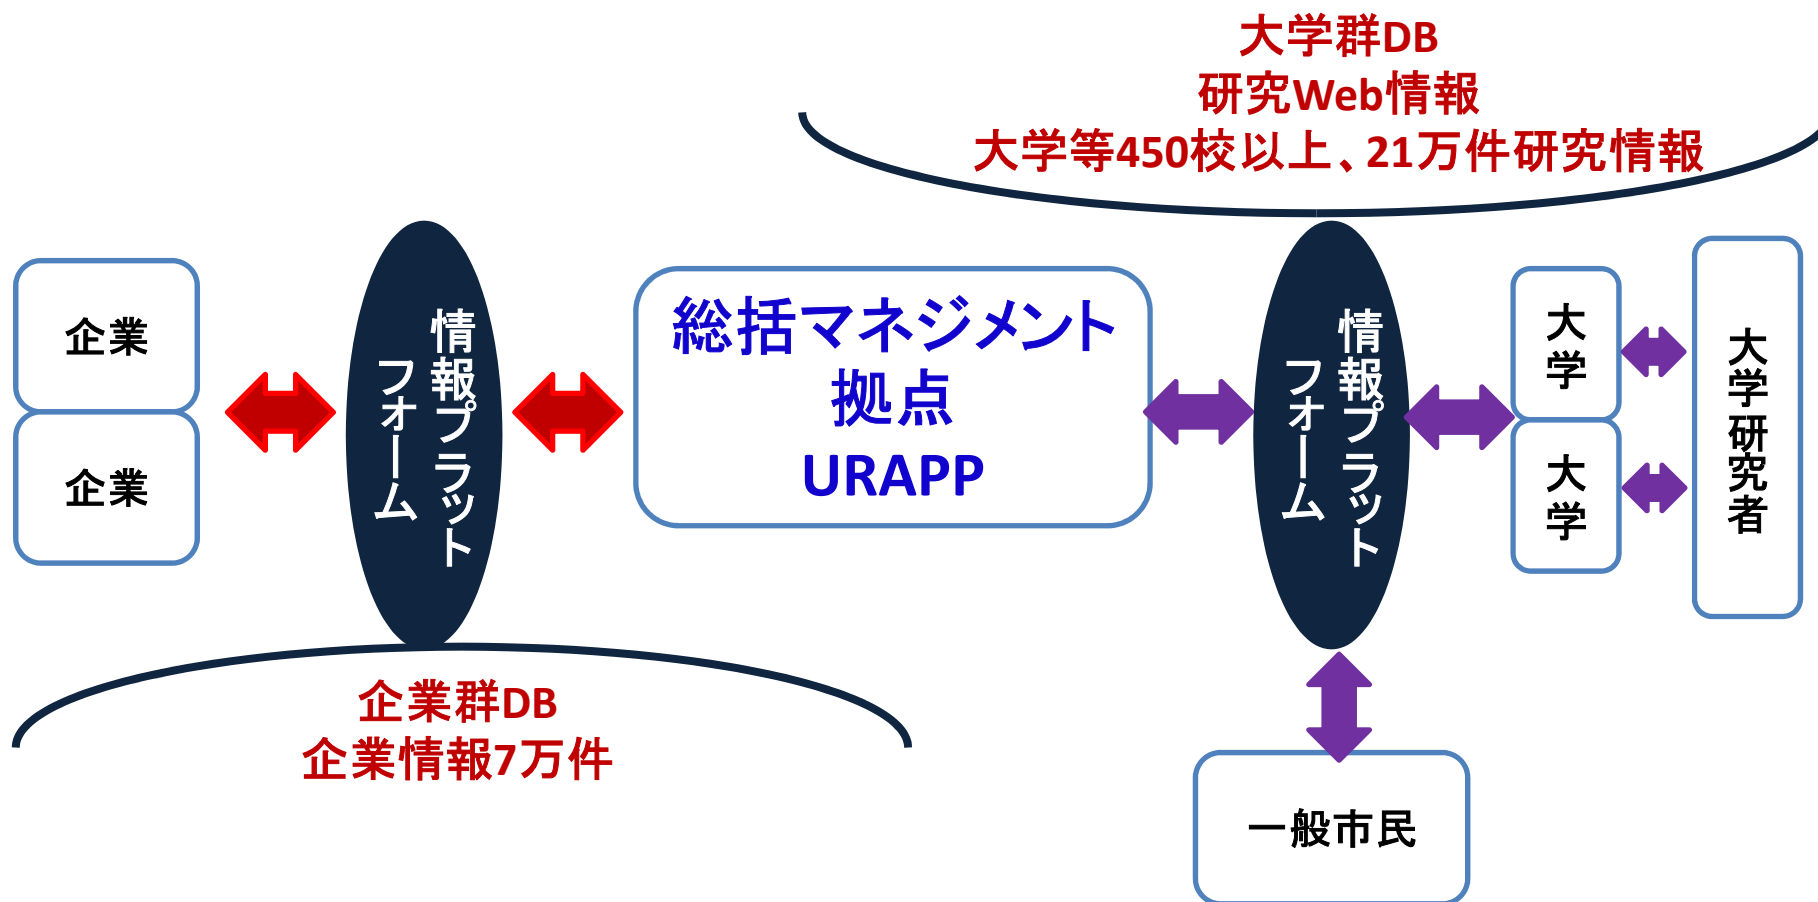 大学群DB
研究Web情報
大学等450校以上、21万件研究情報
企業
企業
情報プラット
フォーム
総括マネジメント
拠点
URAPP
情報プラット
フォーム
大学
大学
大学研究者
企業群DB
企業情報7万件
一般市民